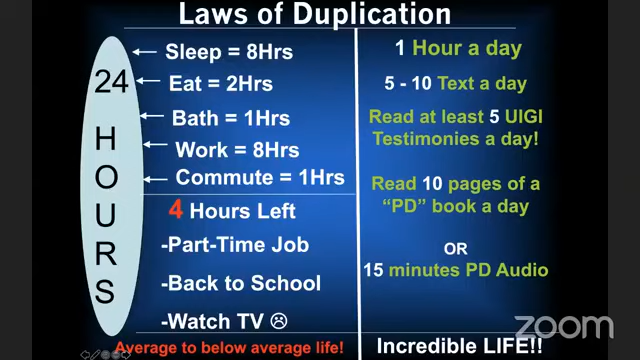 Laws of Duplication
24
HOURS
Sleep = 8Hrs
Eat = 2Hrs
Bath = 1Hrs
Work = 8Hrs
Commute = 1Hrs
4 Hours Left
-Part-Time Job
-Back to School
-Watch TV ☹
Average to below average life!
1 Hour a day
5 - 10 Text a day
Read at least 5 UIGI
Testimonies a day!
Read 10 pages of a
“PD” book a day
OR
15 minutes PD Audio
Incredible LIFE!!
zoom